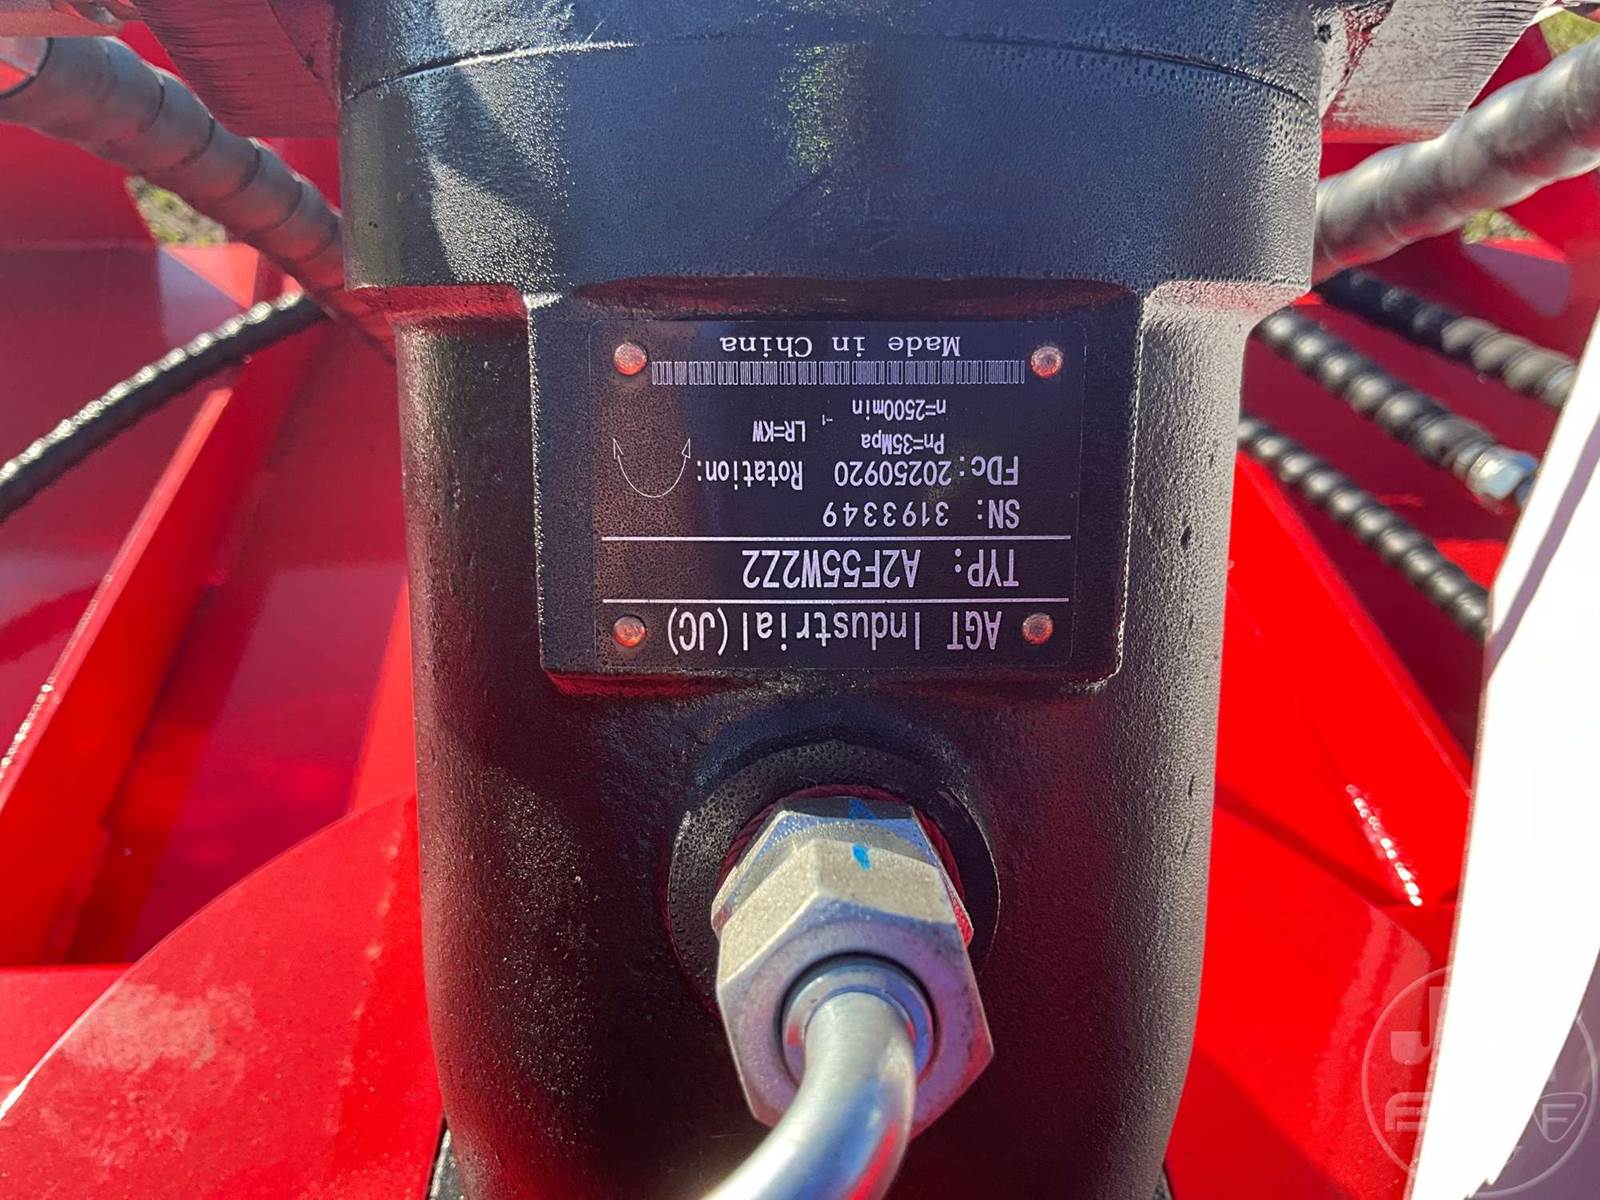 AGT Industrial(JC)
TYP: A2F55W2Z2
SN: 3193349
FDc:20250920 Rotation:
Pn=35Mpa LR=KW
n=2500min⁻¹
Made in China